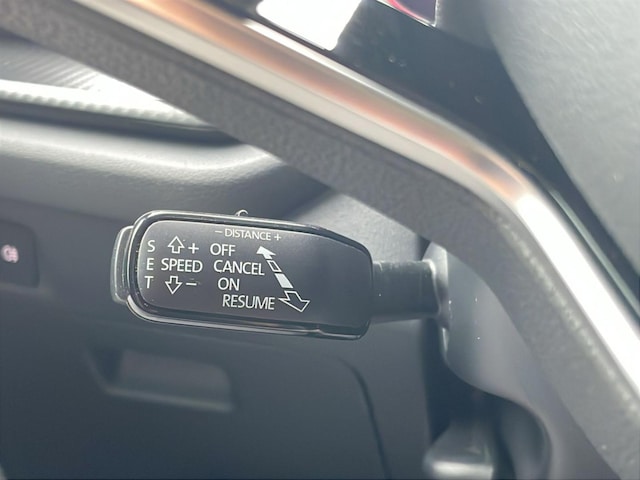 − DISTANCE +
S + OFF
E SPEED CANCEL
T − ON
RESUME